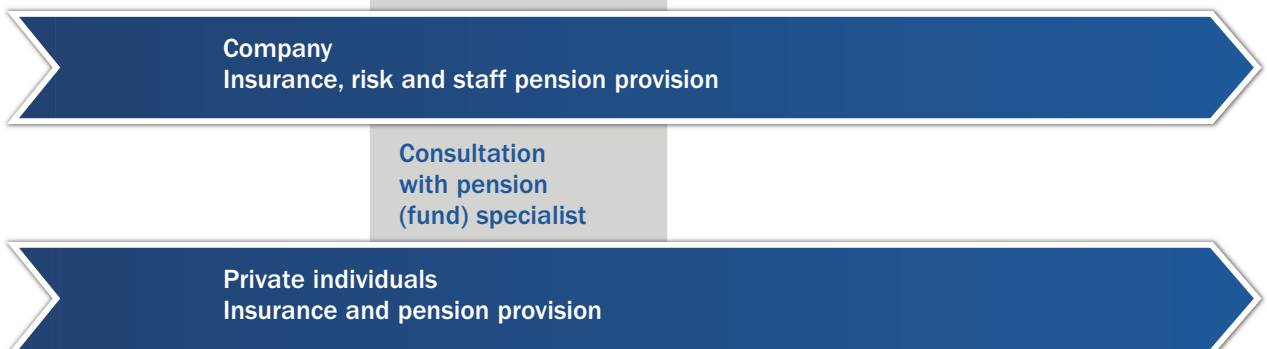 Company
Insurance, risk and staff pension provision
Consultation
with pension
(fund) specialist
Private individuals
Insurance and pension provision